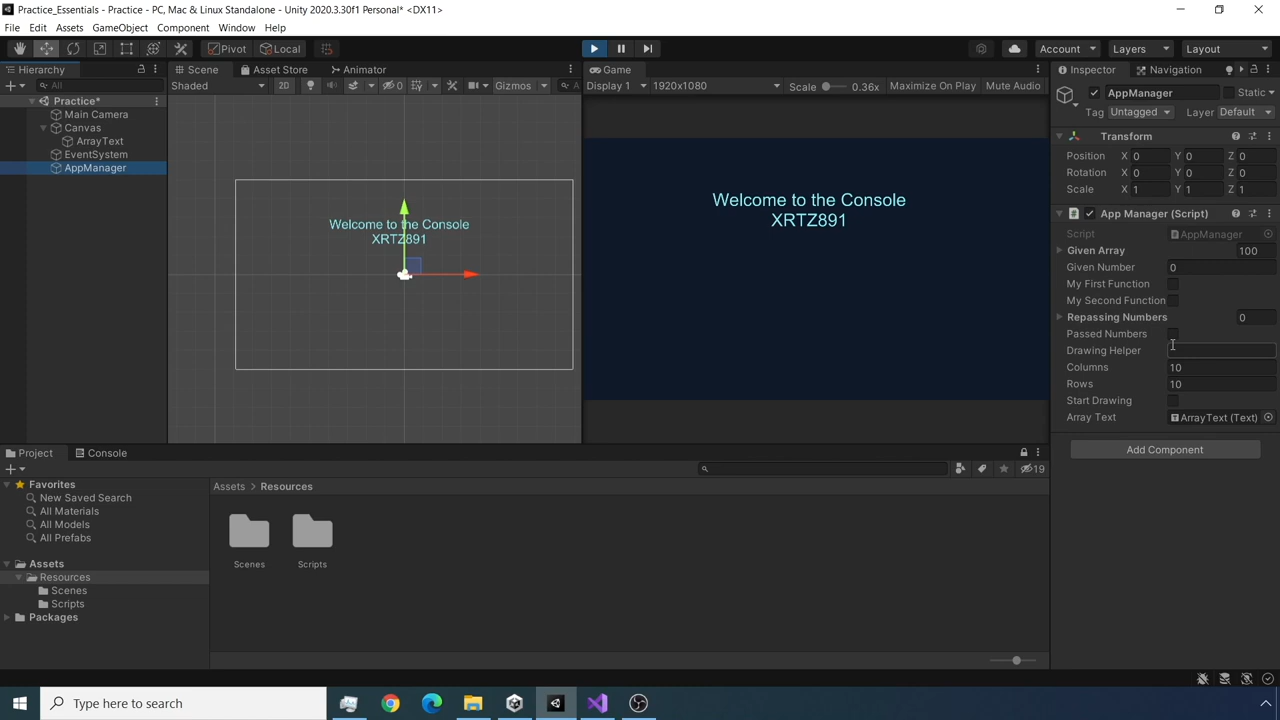 Practice_Essentials - Practice - PC, Mac & Linux Standalone - Unity 2020.3.30f1 Personal* <DX11>
File Edit Assets GameObject Component Window Help
Pivot Local Account Layers Layout
Hierarchy
All
Practice*
Main Camera
Canvas
ArrayText
EventSystem
AppManager
Scene Asset Store Animator
Shaded 2D 0 Gizmos A
Welcome to the Console
XRTZ891
Game
Display 1 1920x1080 Scale 0.36x Maximize On Play Mute Audio
Welcome to the Console
XRTZ891
Inspector Navigation
AppManager Static
Tag Untagged Layer Default
Transform
Position X 0 Y 0 Z 0
Rotation X 0 Y 0 Z 0
Scale X 1 Y 1 Z 1
App Manager (Script)
Script AppManager
Given Array 100
Given Number 0
My First Function
My Second Function
Repassing Numbers 0
Passed Numbers
Drawing Helper
Columns 10
Rows 10
Start Drawing
Array Text ArrayText (Text)
Add Component
Project Console
19
Favorites
New Saved Search
All Materials
All Models
All Prefabs
Assets
Resources
Scenes
Scripts
Packages
Assets > Resources
Scenes Scripts
Type here to search